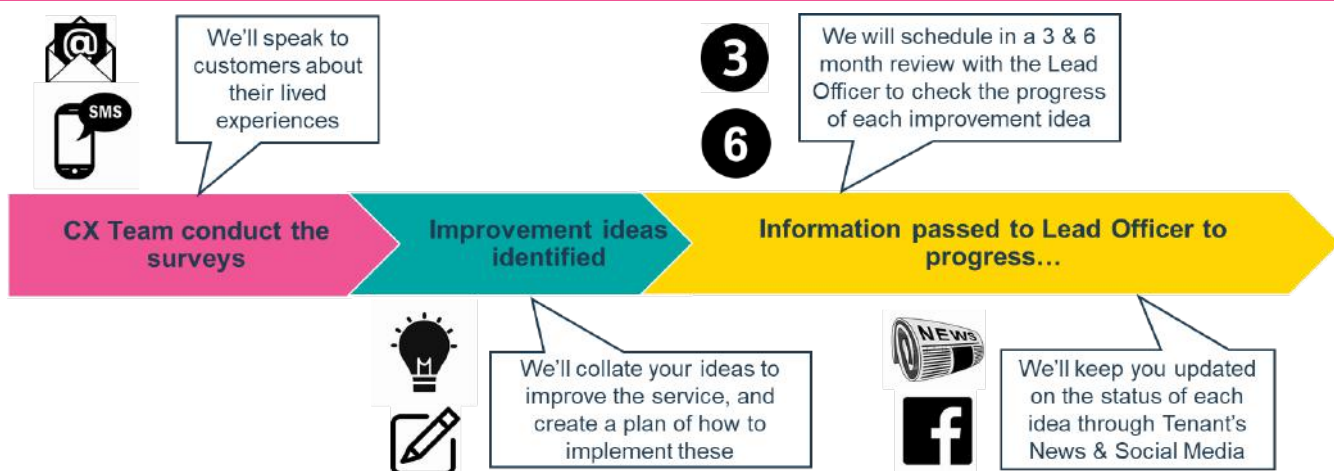 @
SMS
We'll speak to
customers about
their lived
experiences
3
6
We will schedule in a 3 & 6
month review with the Lead
Officer to check the progress
of each improvement idea
CX Team conduct the
surveys
Improvement ideas
identified
Information passed to Lead Officer to
progress...
We'll collate your ideas to
improve the service, and
create a plan of how to
implement these
NEWS
@
f
We'll keep you updated
on the status of each
idea through Tenant's
News & Social Media